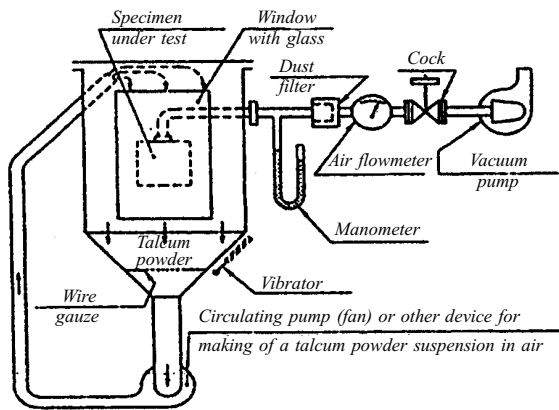 Specimen
under test
Window
with glass
Dust
filter
Cock
Air flowmeter
Vacuum
pump
Manometer
Talcum
powder
Vibrator
Wire
gauze
Circulating pump (fan) or other device for
making of a talcum powder suspension in air